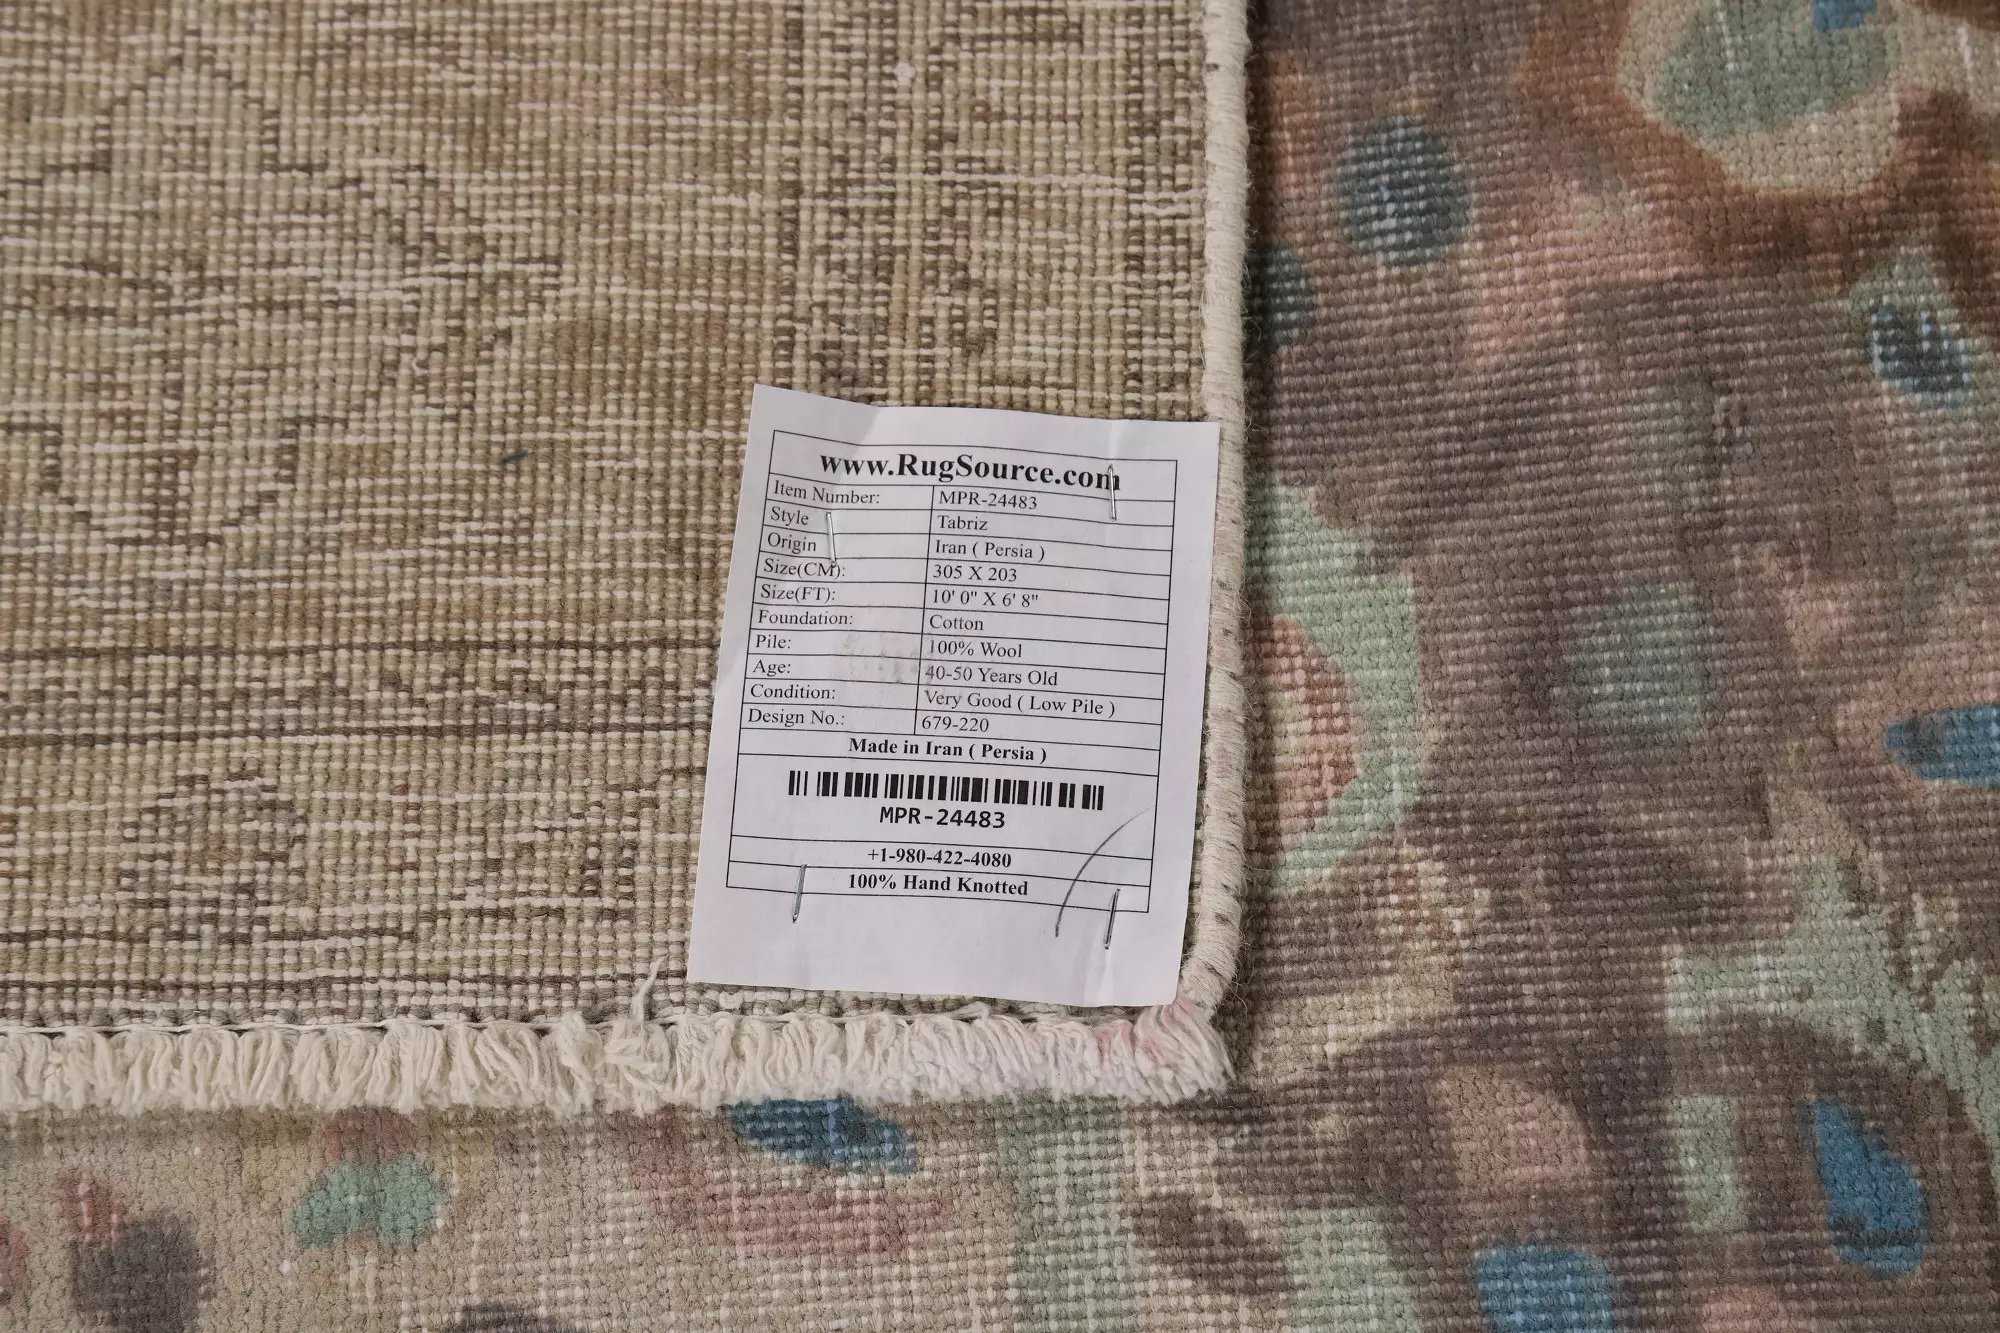 www.RugSource.com
Item Number: MPR-24483
Style Tabriz
Origin Iran ( Persia )
Size(CM): 305 X 203
Size(FT): 10' 0" X 6' 8"
Foundation: Cotton
Pile: 100% Wool
Age: 40-50 Years Old
Condition: Very Good ( Low Pile )
Design No.: 679-220
Made in Iran ( Persia )
MPR-24483
+1-980-422-4080
100% Hand Knotted